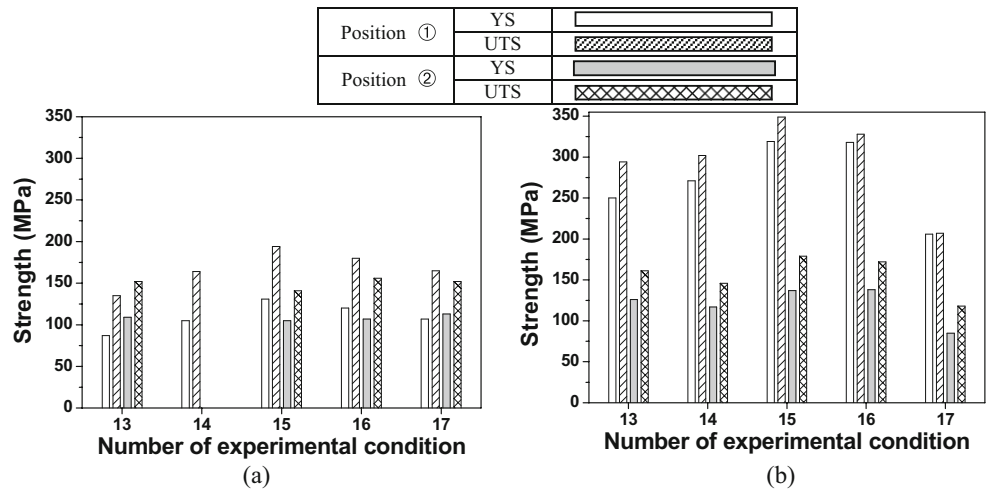 Position ① YS
UTS
Position ② YS
UTS
350
300
250
200
150
100
50
0
Strength (MPa)
13 14 15 16 17
Number of experimental condition
(a)
350
300
250
200
150
100
50
0
Strength (MPa)
13 14 15 16 17
Number of experimental condition
(b)